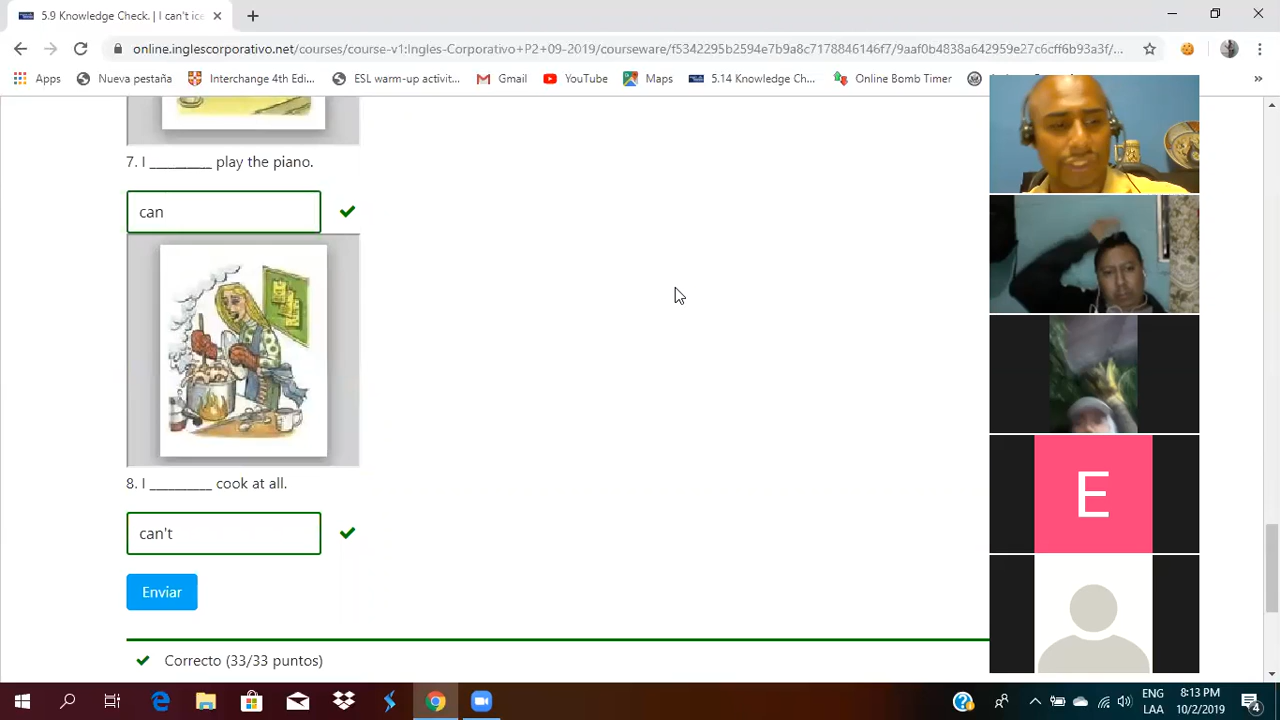 5.9 Knowledge Check. | I can't ice
online.inglescorporativo.net/courses/course-v1:Ingles-Corporativo+P2+09-2019/courseware/f5342295b2594e7b9a8c7178846146f7/9aaf0b4838a642959e27c6cff6b93a3f/...
Apps Nueva pestaña Interchange 4th Edi... ESL warm-up activit... Gmail YouTube Maps 5.14 Knowledge Ch... Online Bomb Timer
7. I _________ play the piano.
can
8. I __________ cook at all.
can't
Enviar
Correcto (33/33 puntos)
E
ENG 8:13 PM
LAA 10/2/2019
4